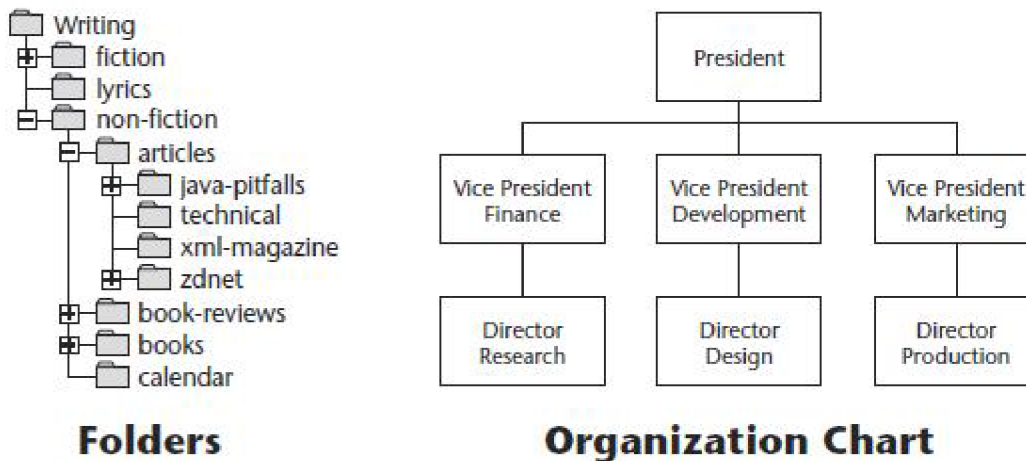 Writing
fiction
lyrics
non-fiction
articles
java-pitfalls
technical
xml-magazine
zdnet
book-reviews
books
calendar
Folders
President
Vice President
Finance
Vice President
Development
Vice President
Marketing
Director
Research
Director
Design
Director
Production
Organization Chart